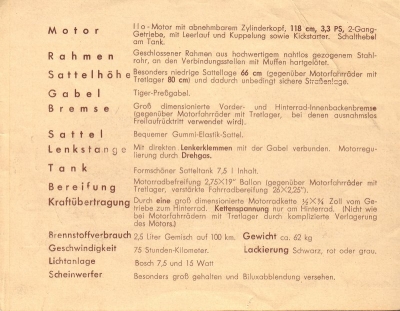 Motor Ila-Motor mit abnehmbarem Zylinderkopf, 118 cm, 3,3 PS, 2-Gang-
Getriebe, mit Leerlauf und Kuppelung sowie Kickstarter. Schalthebel
am Tank.
Rahmen Geschlossener Rahmen aus hochwertigem nahtlos gezogenem Stahl-
rohr, an den Verbindungsstellen mit Muffen hartgelötet.
Sattelhöhe Besonders niedrige Sattellage 66 cm (gegenüber Motorfahrräder mit
Tretlager 80 cm) und dadurch unbedingt sichere Straßenlage.
Gabel Tiger-Preßgabel.
Bremse Groß dimensionierte Vorder- und Hinterrad-Innenbackenbremse
(gegenüber Motorfahrräder mit Tretlager, bei denen ausnahmslos
Freilaufrücktritt verwendet wird).
Sattel Bequemer Gummi-Elastik-Sattel.
Lenkstange Mit direkten Lenkerklemmen mit der Gabel verbunden. Motorregu-
lierung durch Drehgas.
Tank Formschöner Satteltank 7,5 l Inhalt.
Bereifung Motorradbereifung 2,75×19" Ballon (gegenüber Motorfahrräder mit
Tretlager, verstärkte Fahrradbereifung 26×2,25").
Kraftübertragung Durch eine groß dimensionierte Motorradkette ½×¾ Zoll vom Ge-
triebe zum Hinterrad. Kettenspannung nur am Hinterrad. (Nicht wie
bei Motorfahrrädern mit Tretlager durch komplizierte Verlagerung
des Motors.)
Brennstoffverbrauch 2,5 Liter Gemisch auf 100 km. Gewicht ca. 62 kg
Geschwindigkeit 75 Stunden-Kilometer. Lackierung Schwarz, rot oder grau.
Lichtanlage Bosch 7,5 und 15 Watt
Scheinwerfer Besonders groß gehalten und Biluxabblendung versehen.